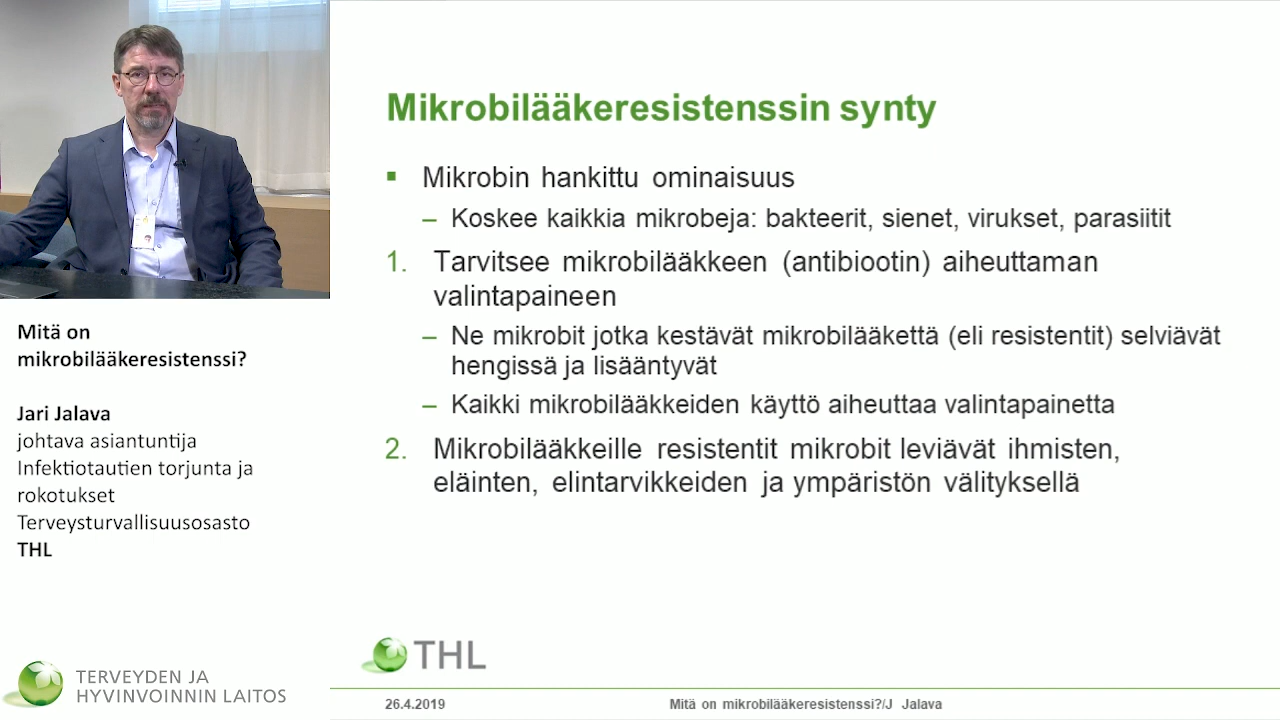 Mitä on
mikrobilääkeresistenssi?
Jari Jalava
johtava asiantuntija
Infektiotautien torjunta ja
rokotukset
Terveysturvallisuusosasto
THL
TERVEYDEN JA
HYVINVOINNIN LAITOS
Mikrobilääkeresistenssin synty
▪ Mikrobin hankittu ominaisuus
– Koskee kaikkia mikrobeja: bakteerit, sienet, virukset, parasiitit
1. Tarvitsee mikrobilääkkeen (antibiootin) aiheuttaman
valintapaineen
– Ne mikrobit jotka kestävät mikrobilääkettä (eli resistentit) selviävät
hengissä ja lisääntyvät
– Kaikki mikrobilääkkeiden käyttö aiheuttaa valintapainetta
2. Mikrobilääkkeille resistentit mikrobit leviävät ihmisten,
eläinten, elintarvikkeiden ja ympäristön välityksellä
THL
26.4.2019 Mitä on mikrobilääkeresistenssi?/J Jalava